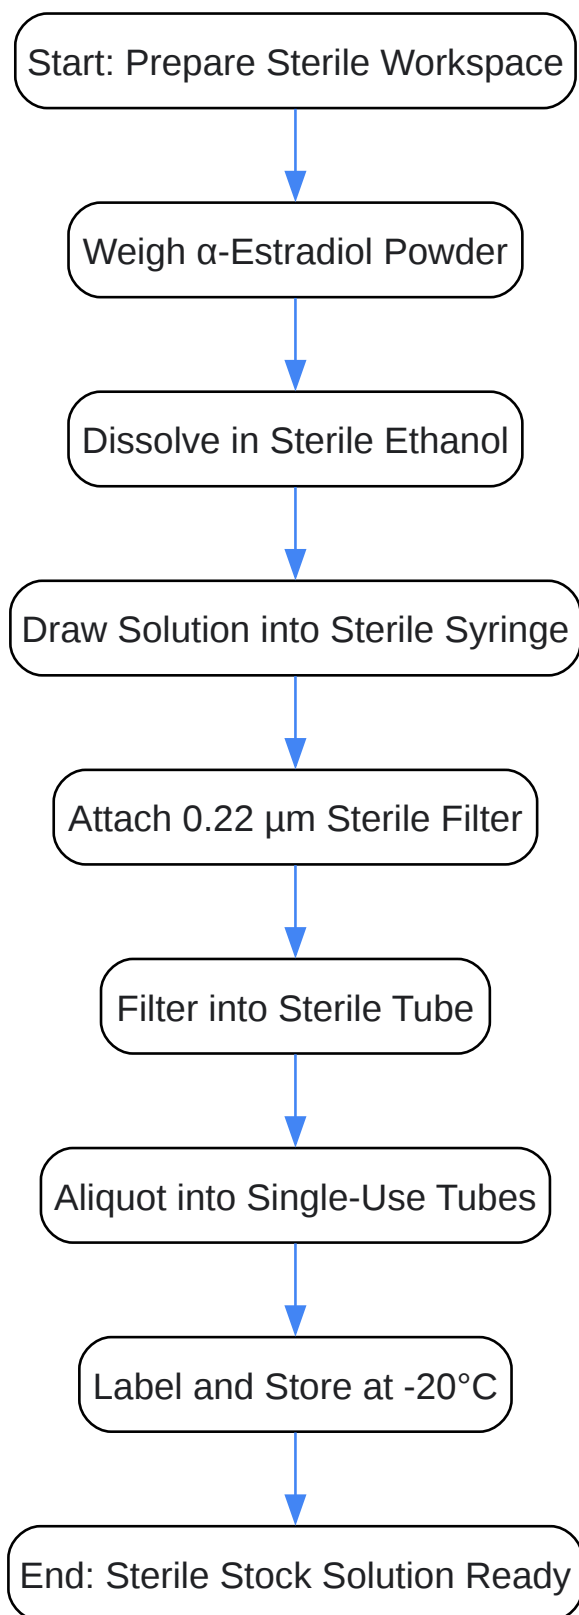 Start: Prepare Sterile Workspace
Weigh α-Estradiol Powder
Dissolve in Sterile Ethanol
Draw Solution into Sterile Syringe
Attach 0.22 µm Sterile Filter
Filter into Sterile Tube
Aliquot into Single-Use Tubes
Label and Store at -20°C
End: Sterile Stock Solution Ready